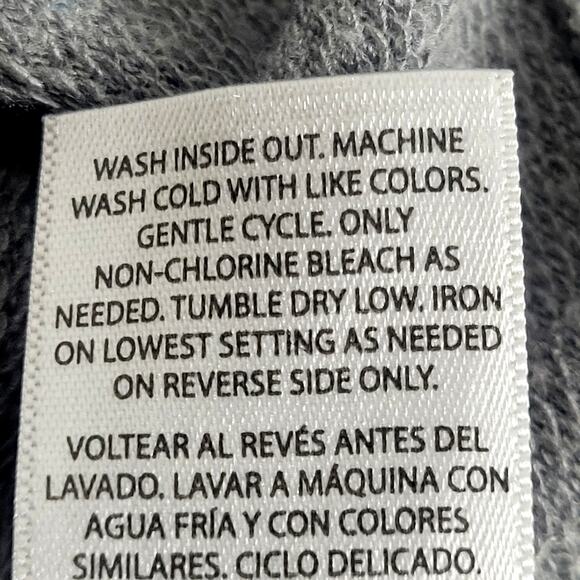 WASH INSIDE OUT. MACHINE
WASH COLD WITH LIKE COLORS.
GENTLE CYCLE. ONLY
NON-CHLORINE BLEACH AS
NEEDED. TUMBLE DRY LOW. IRON
ON LOWEST SETTING AS NEEDED
ON REVERSE SIDE ONLY.
VOLTEAR AL REVÉS ANTES DEL
LAVADO. LAVAR A MÁQUINA CON
AGUA FRÍA Y CON COLORES
SIMILARES. CICLO DELICADO.